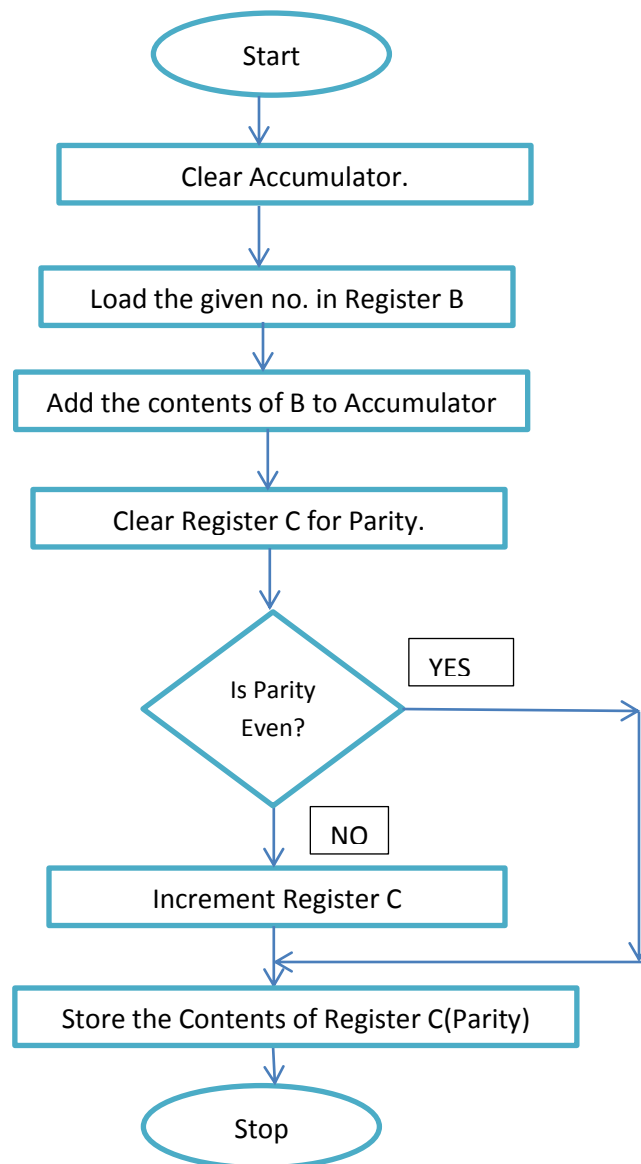 Start
Clear Accumulator.
Load the given no. in Register B
Add the contents of B to Accumulator
Clear Register C for Parity.
Is Parity
Even?
YES
NO
Increment Register C
Store the Contents of Register C(Parity)
Stop